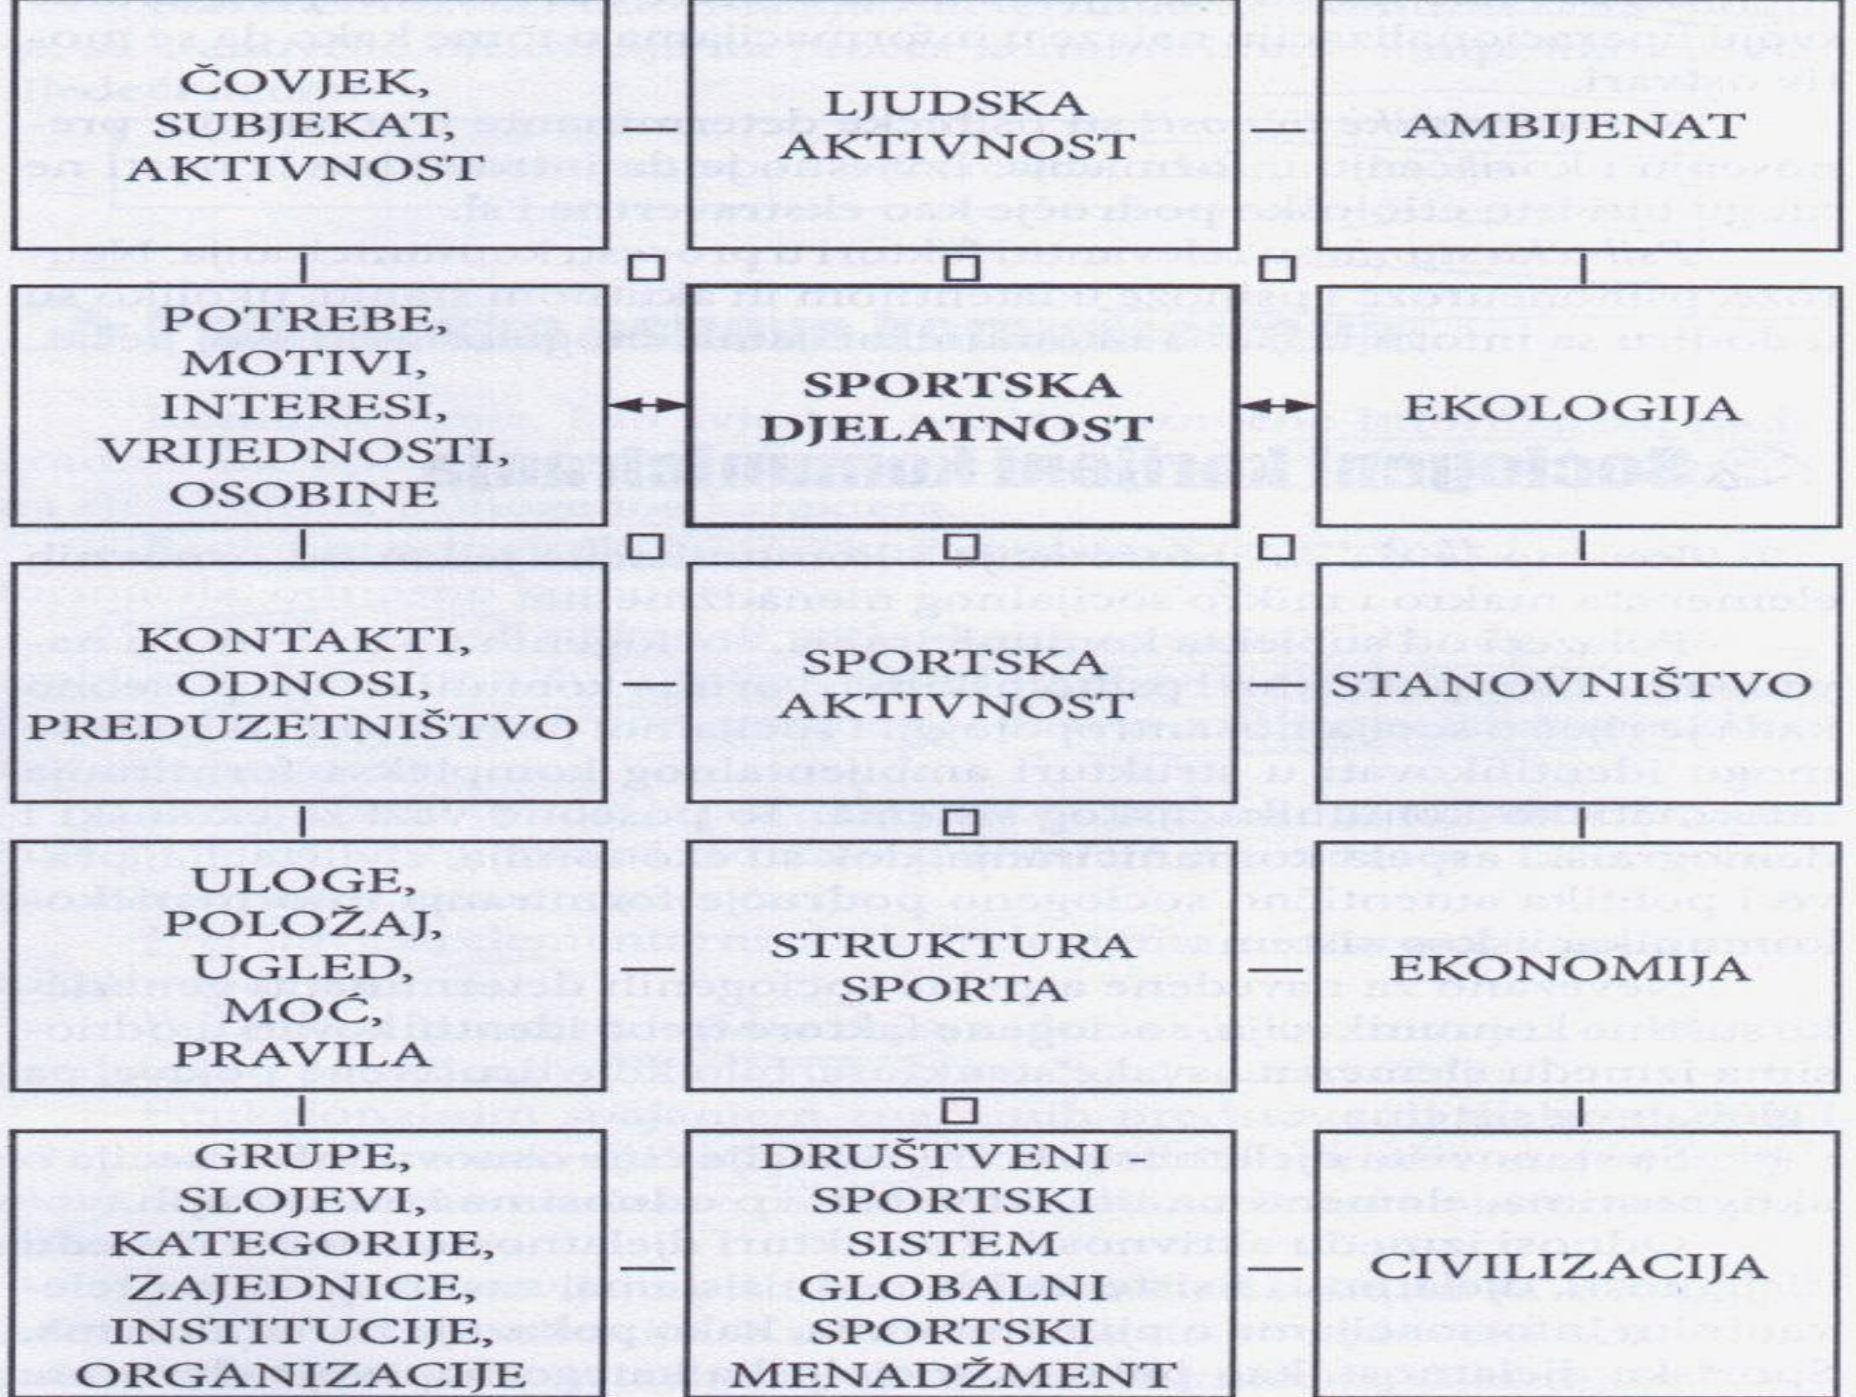 ČOVJEK,
SUBJEKAT,
AKTIVNOST
LJUDSKA
AKTIVNOST
AMBIJENAT
POTREBE,
MOTIVI,
INTERESI,
VRIJEDNOSTI,
OSOBINE
SPORTSKA
DJELATNOST
EKOLOGIJA
KONTAKTI,
ODNOSI,
PREDUZETNIŠTVO
SPORTSKA
AKTIVNOST
STANOVNIŠTVO
ULOGE,
POLOŽAJ,
UGLED,
MOĆ,
PRAVILA
STRUKTURA
SPORTA
EKONOMIJA
GRUPE,
SLOJEVI,
KATEGORIJE,
ZAJEDNICE,
INSTITUCIJE,
ORGANIZACIJE
DRUŠTVENI-
SPORTSKI
SISTEMI
GLOBALNI
SPORTSKI
MENADŽMENT
CIVILIZACIJA